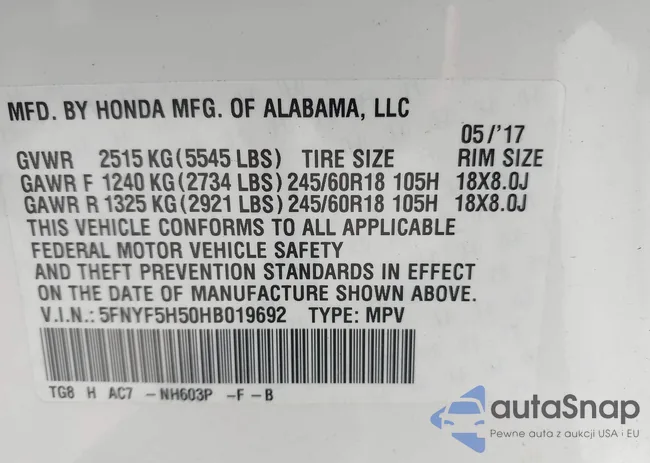 MFD. BY HONDA MFG. OF ALABAMA, LLC
05/'17
GVWR 2515 KG(5545 LBS) TIRE SIZE RIM SIZE
GAWR F 1240 KG(2734 LBS) 245/60R18 105H 18X8.0J
GAWR R 1325 KG(2921 LBS) 245/60R18 105H 18X8.0J
THIS VEHICLE CONFORMS TO ALL APPLICABLE
FEDERAL MOTOR VEHICLE SAFETY
AND THEFT PREVENTION STANDARDS IN EFFECT
ON THE DATE OF MANUFACTURE SHOWN ABOVE.
V.I.N.: 5FNYF5H50HB019692 TYPE: MPV
TG8 H AC7 -NH603P -F-B
autaSnap
Pewne auta z aukcji USA i EU